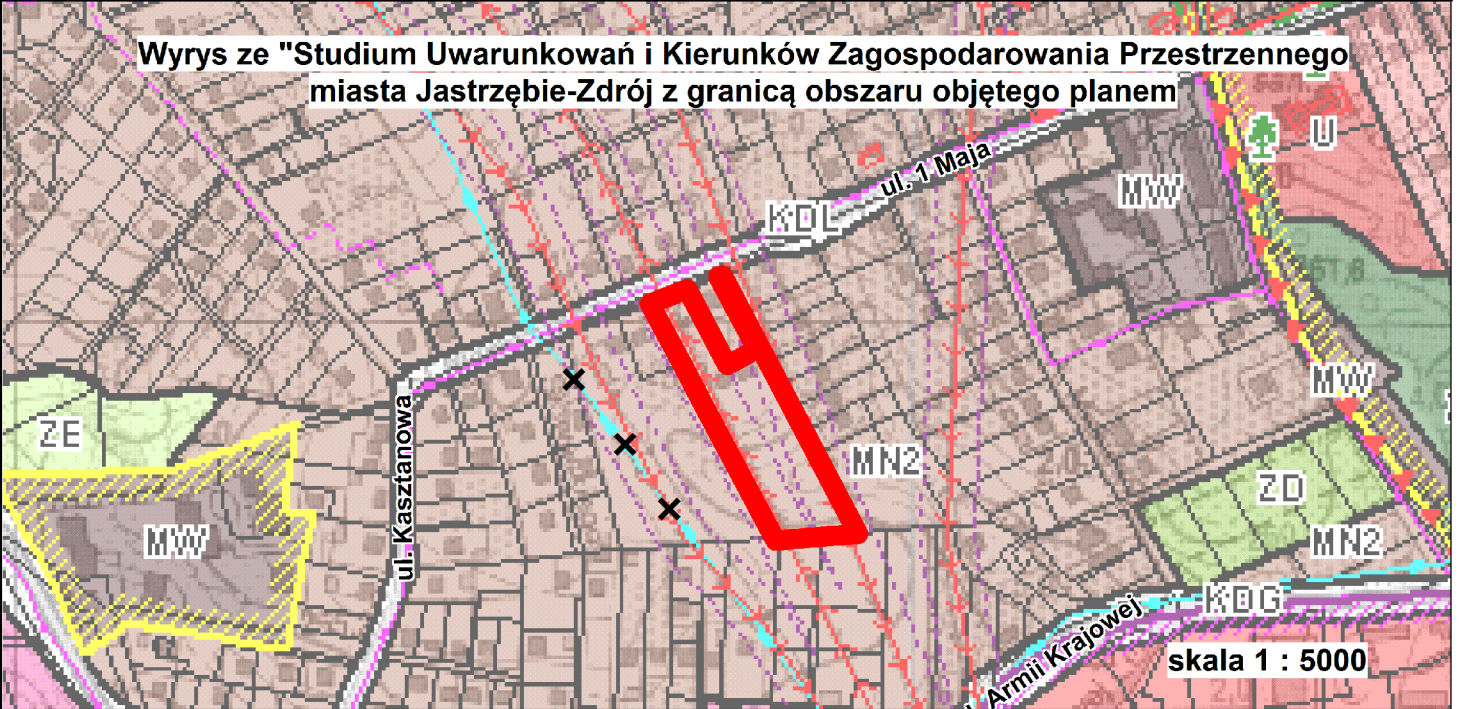 Wyrys ze "Studium Uwarunkowań i Kierunków Zagospodarowania Przestrzennego
miasta Jastrzębie-Zdrój z granicą obszaru objętego planem
U
ul. 1 Maja
MW
KDL
MW
ZE
ul. Kasztanowa
MN2
ZD
MW
MN2
KDG
Armii Krajowej
skala 1 : 5000